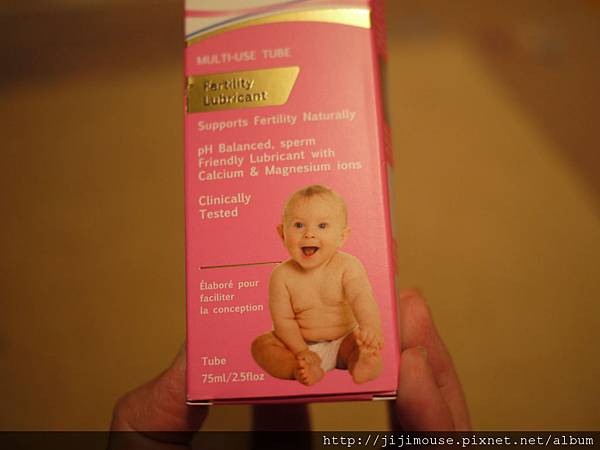 MULTI-USE TUBE
Fertility
Lubricant
Supports Fertility Naturally
pH Balanced, sperm
Friendly Lubricant with
Calcium & Magnesium ions
Clinically
Tested
Élaboré pour
faciliter
la conception
Tube
75ml/2.5floz
http://jijimouse.pixnet.net/album